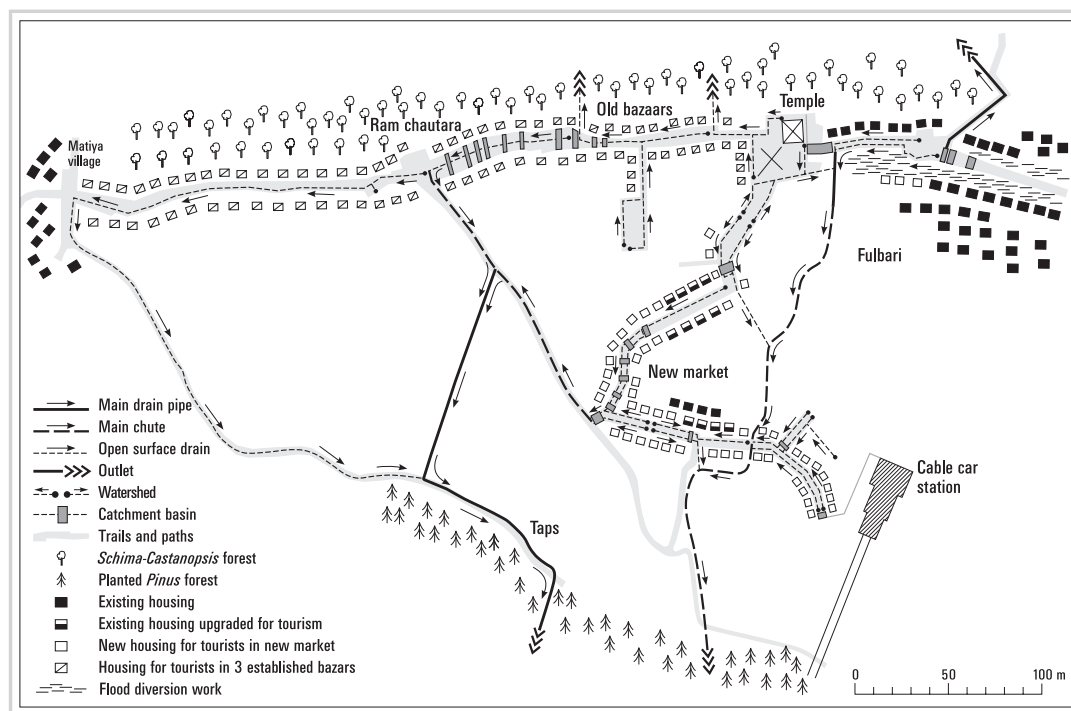 Temple
Old bazaars
Ram chautara
Matiya
village
Fulbari
New market
Main drain pipe
Main chute
Open surface drain
Outlet
Watershed
Catchment basin
Trails and paths
Schima-Castanopsis forest
Planted Pinus forest
Existing housing
Existing housing upgraded for tourism
New housing for tourists in new market
Housing for tourists in 3 established bazars
Flood diversion work
Cable car
station
Taps
0 50 100 m